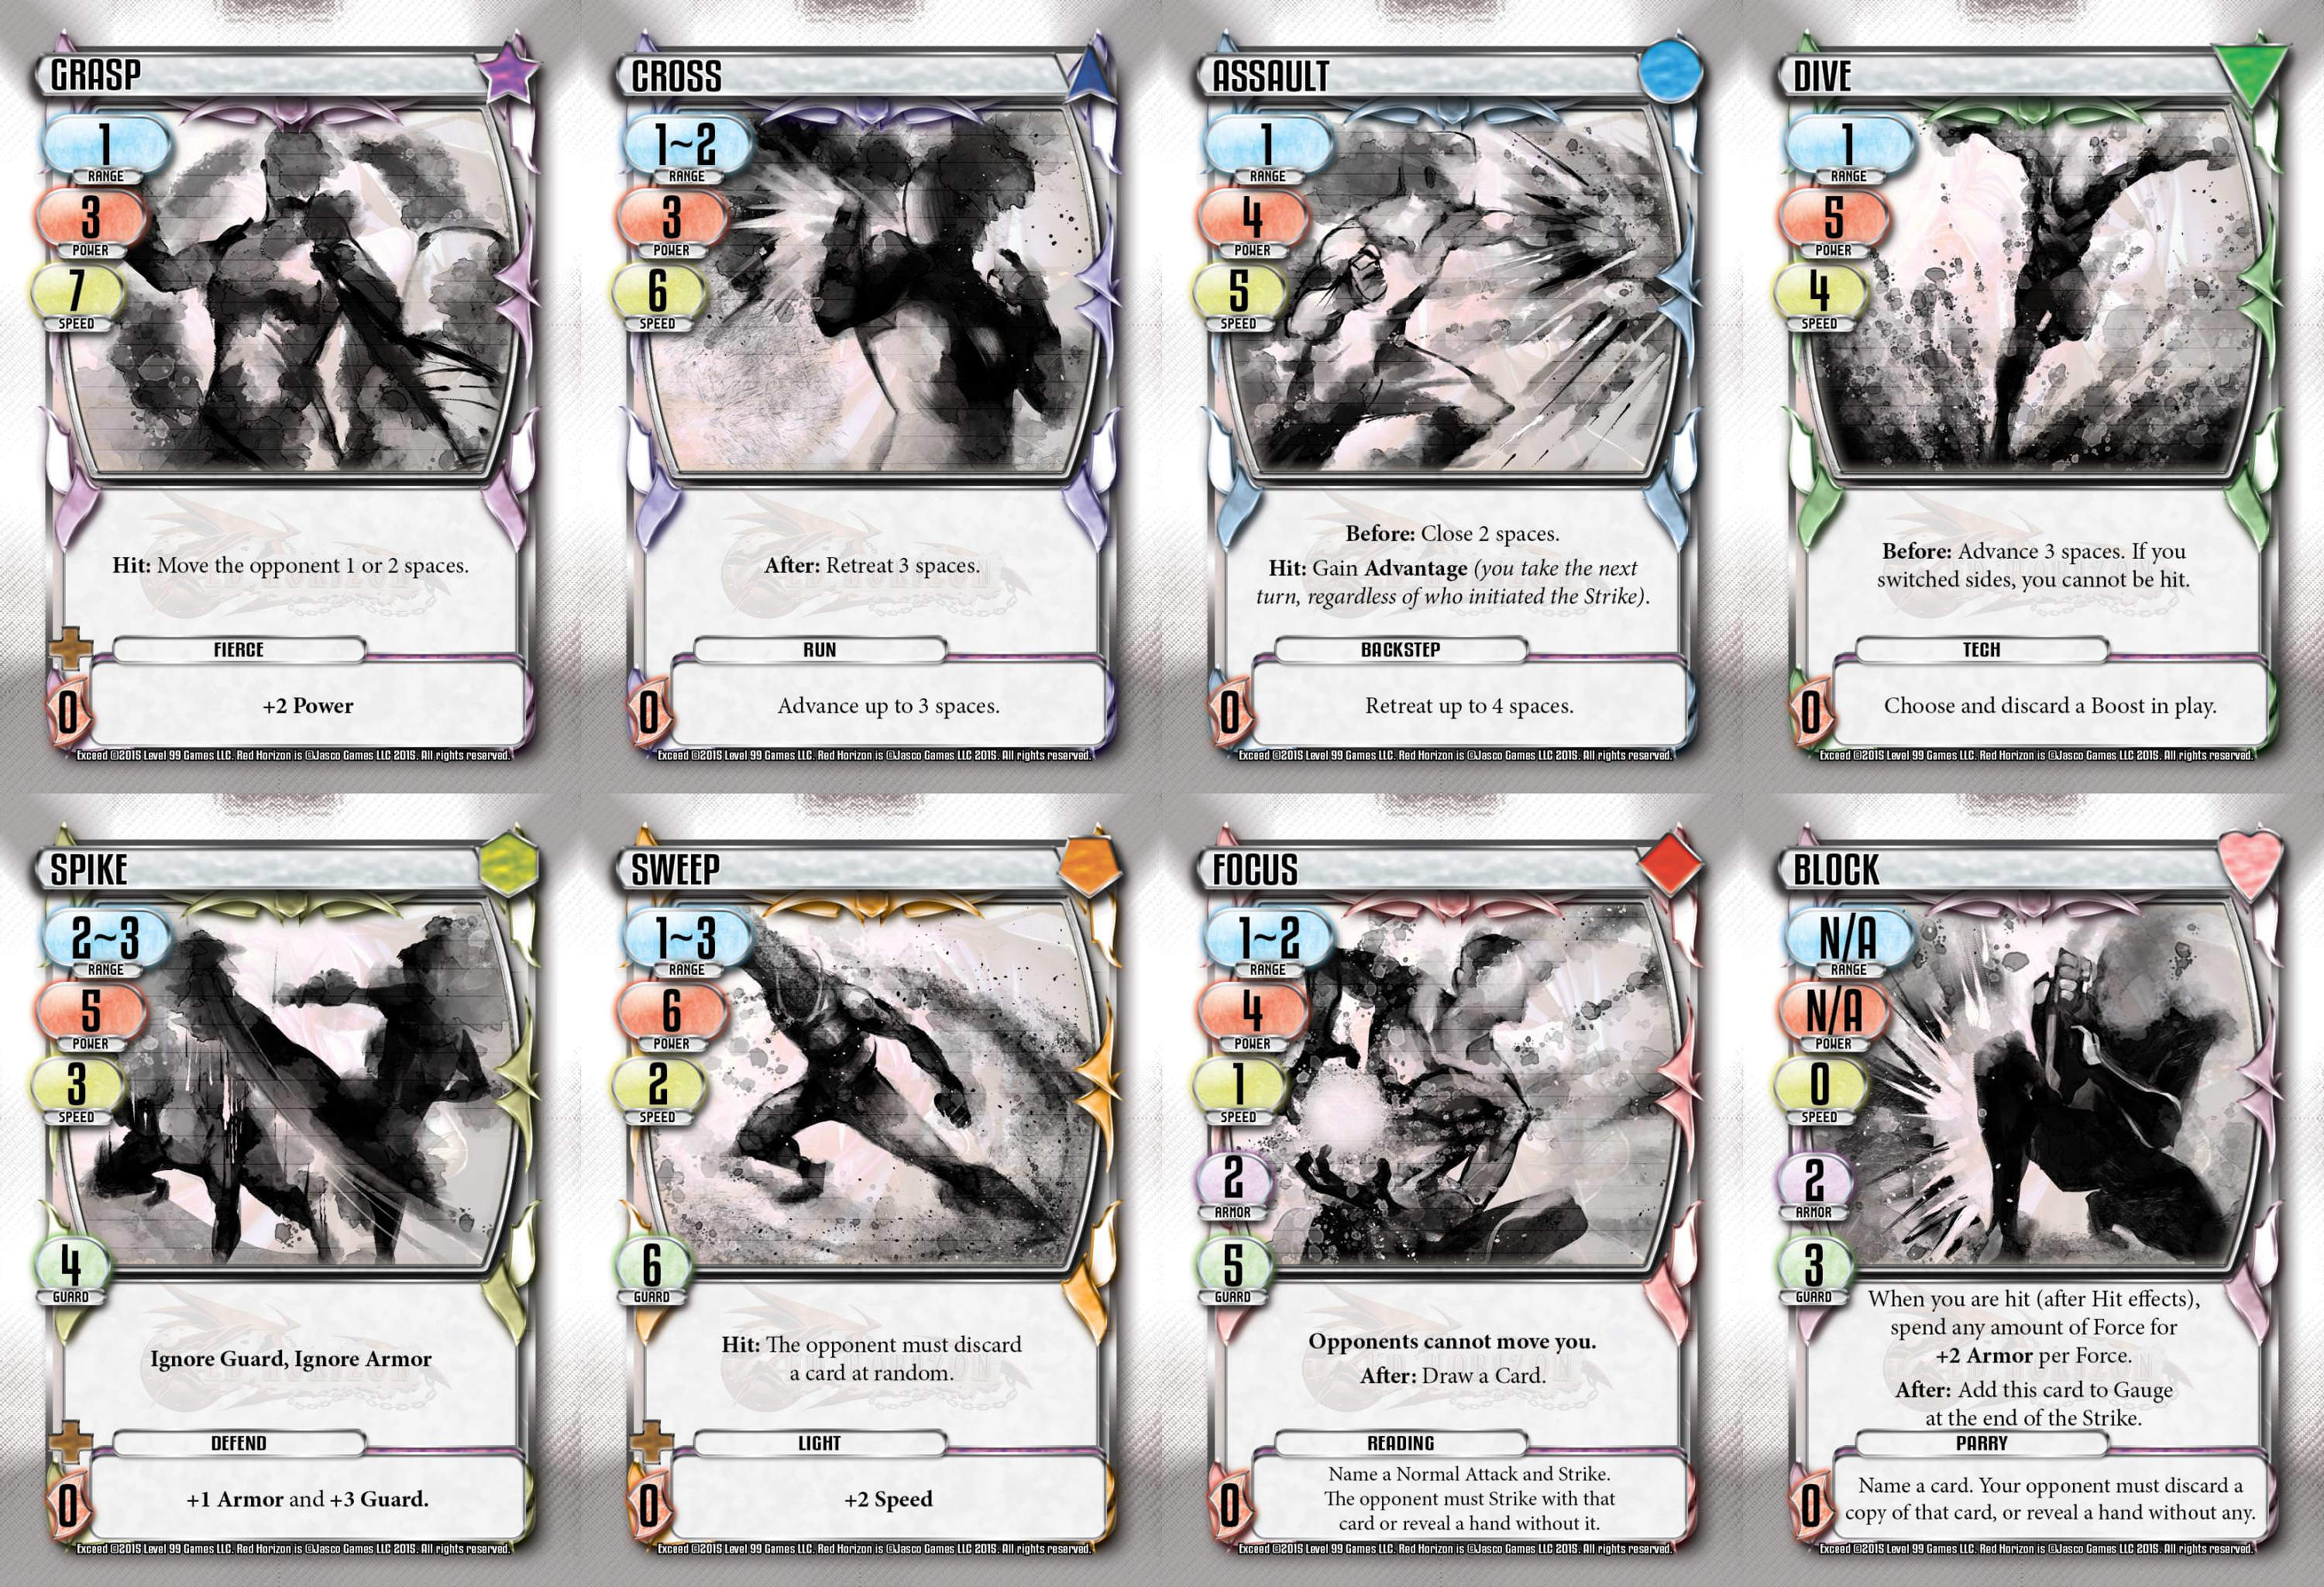 GRASP
1
RANGE
3
POWER
7
SPEED
Hit: Move the opponent 1 or 2 spaces.
FIERCE
0
+2 Power
Exceed ©2015 Level 99 Games LLC. Red Horizon is ©Jasco Games LLC 2015. All rights reserved.
CROSS
1~2
RANGE
3
POWER
6
SPEED
After: Retreat 3 spaces.
RUN
0
Advance up to 3 spaces.
Exceed ©2015 Level 99 Games LLC. Red Horizon is ©Jasco Games LLC 2015. All rights reserved.
ASSAULT
1
RANGE
4
POWER
5
SPEED
Before: Close 2 spaces.
Hit: Gain Advantage (you take the next
turn, regardless of who initiated the Strike).
BACKSTEP
0
Retreat up to 4 spaces.
Exceed ©2015 Level 99 Games LLC. Red Horizon is ©Jasco Games LLC 2015. All rights reserved.
DIVE
1
RANGE
5
POWER
4
SPEED
Before: Advance 3 spaces. If you
switched sides, you cannot be hit.
TECH
0
Choose and discard a Boost in play.
Exceed ©2015 Level 99 Games LLC. Red Horizon is ©Jasco Games LLC 2015. All rights reserved.
SPIKE
2~3
RANGE
5
POWER
3
SPEED
4
GUARD
Ignore Guard, Ignore Armor
DEFEND
0
+1 Armor and +3 Guard.
Exceed ©2015 Level 99 Games LLC. Red Horizon is ©Jasco Games LLC 2015. All rights reserved.
SWEEP
1~3
RANGE
6
POWER
2
SPEED
6
GUARD
Hit: The opponent must discard
a card at random.
LIGHT
0
+2 Speed
Exceed ©2015 Level 99 Games LLC. Red Horizon is ©Jasco Games LLC 2015. All rights reserved.
FOCUS
1~2
RANGE
4
POWER
1
SPEED
2
ARMOR
5
GUARD
Opponents cannot move you.
After: Draw a Card.
READING
0
Name a Normal Attack and Strike.
The opponent must Strike with that
card or reveal a hand without it.
Exceed ©2015 Level 99 Games LLC. Red Horizon is ©Jasco Games LLC 2015. All rights reserved.
BLOCK
N/A
RANGE
N/A
POWER
0
SPEED
2
ARMOR
3
GUARD
When you are hit (after Hit effects),
spend any amount of Force for
+2 Armor per Force.
After: Add this card to Gauge
at the end of the Strike.
PARRY
0
Name a card. Your opponent must discard a
copy of that card, or reveal a hand without any.
Exceed ©2015 Level 99 Games LLC. Red Horizon is ©Jasco Games LLC 2015. All rights reserved.